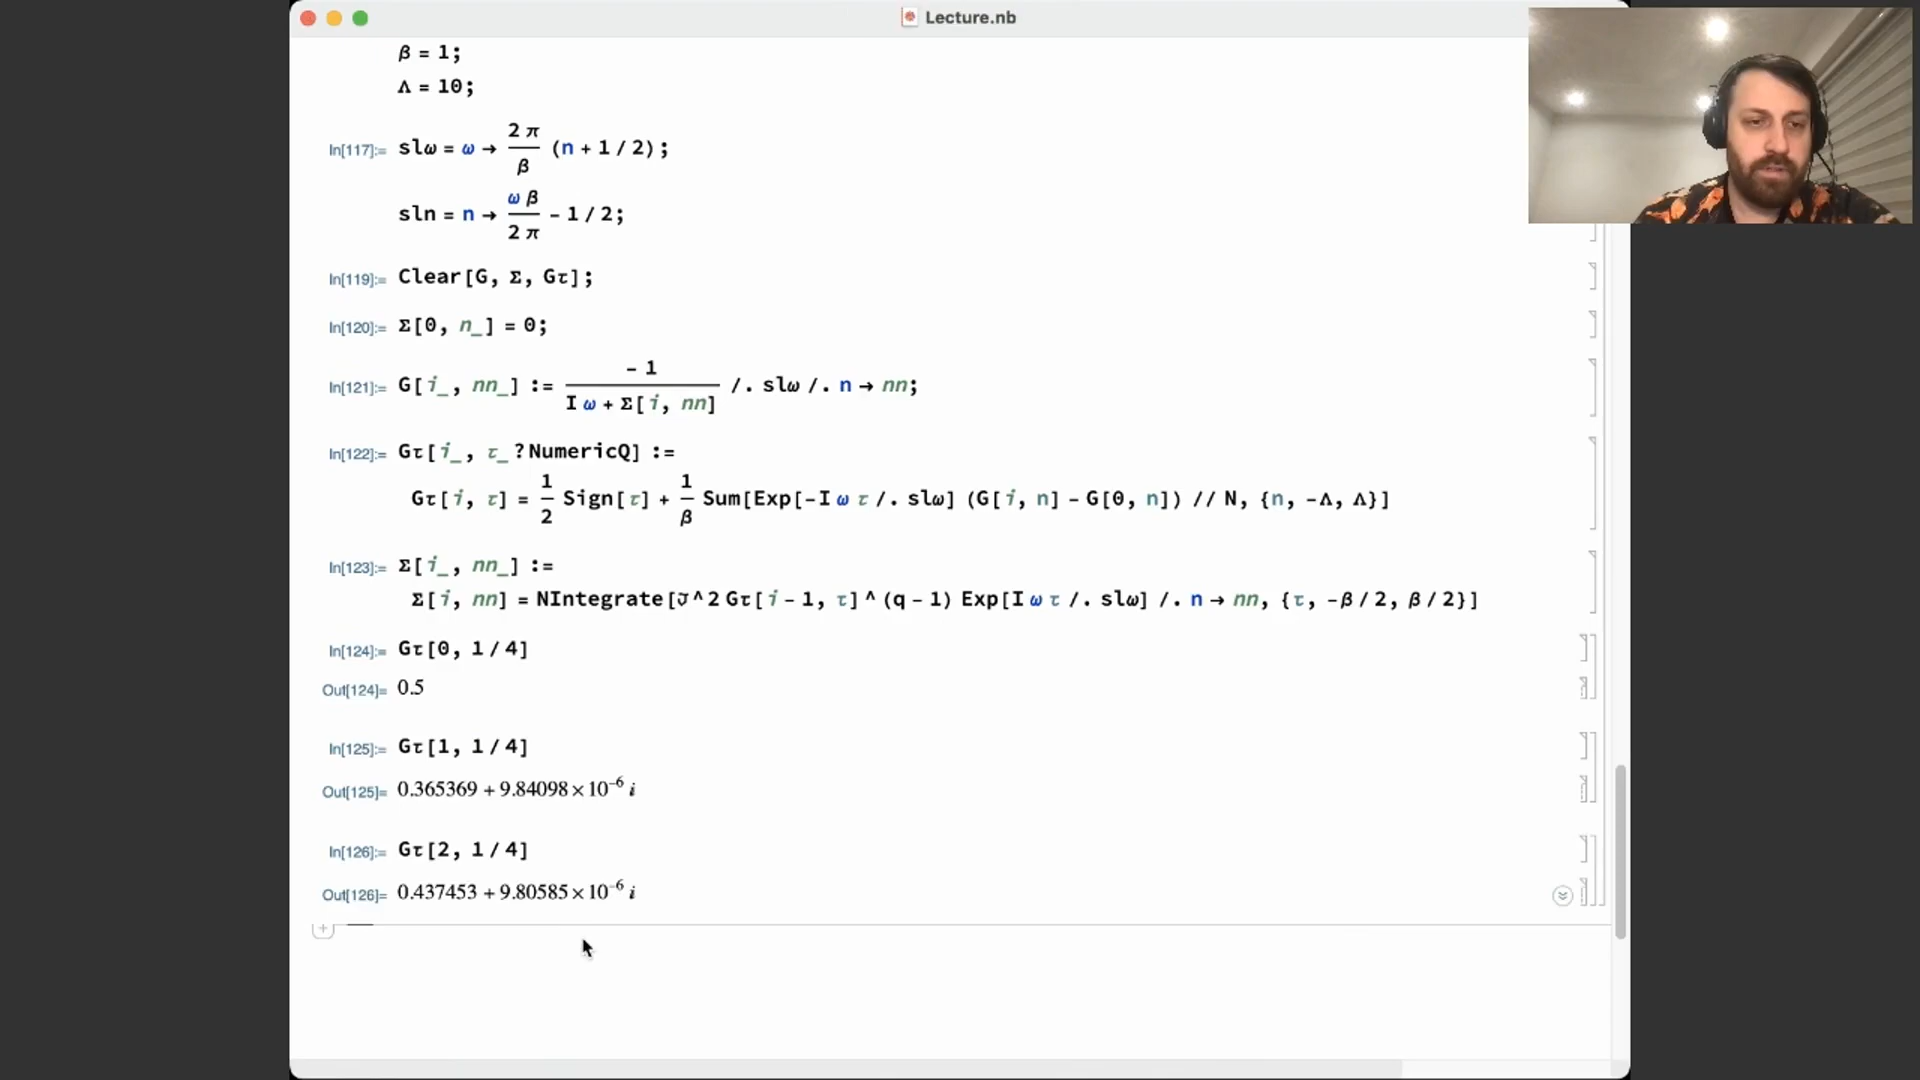 Lecture.nb
β = 1;
Λ = 10;
In[117]:= slω = ω → 2 π / β (n + 1 / 2);
sln = n → ω β / 2 π - 1 / 2;
In[119]:= Clear[G, Σ, Gτ];
In[120]:= Σ[0, n_] = 0;
In[121]:= G[i_, nn_] := - 1 / I ω + Σ[i, nn] /. slω /. n → nn;
In[122]:= Gτ[i_, τ_?NumericQ] :=
Gτ[i, τ] = 1/2 Sign[τ] + 1/β Sum[Exp[-I ω τ /. slω] (G[i, n] - G[0, n]) // N, {n, -Λ, Λ}]
In[123]:= Σ[i_, nn_] :=
Σ[i, nn] = NIntegrate[𝒥^2 Gτ[i - 1, τ]^(q - 1) Exp[I ω τ /. slω] /. n → nn, {τ, -β/2, β/2}]
In[124]:= Gτ[0, 1/4]
Out[124]= 0.5
In[125]:= Gτ[1, 1/4]
Out[125]= 0.365369 + 9.84098 × 10⁻⁶ i
In[126]:= Gτ[2, 1/4]
Out[126]= 0.437453 + 9.80585 × 10⁻⁶ i